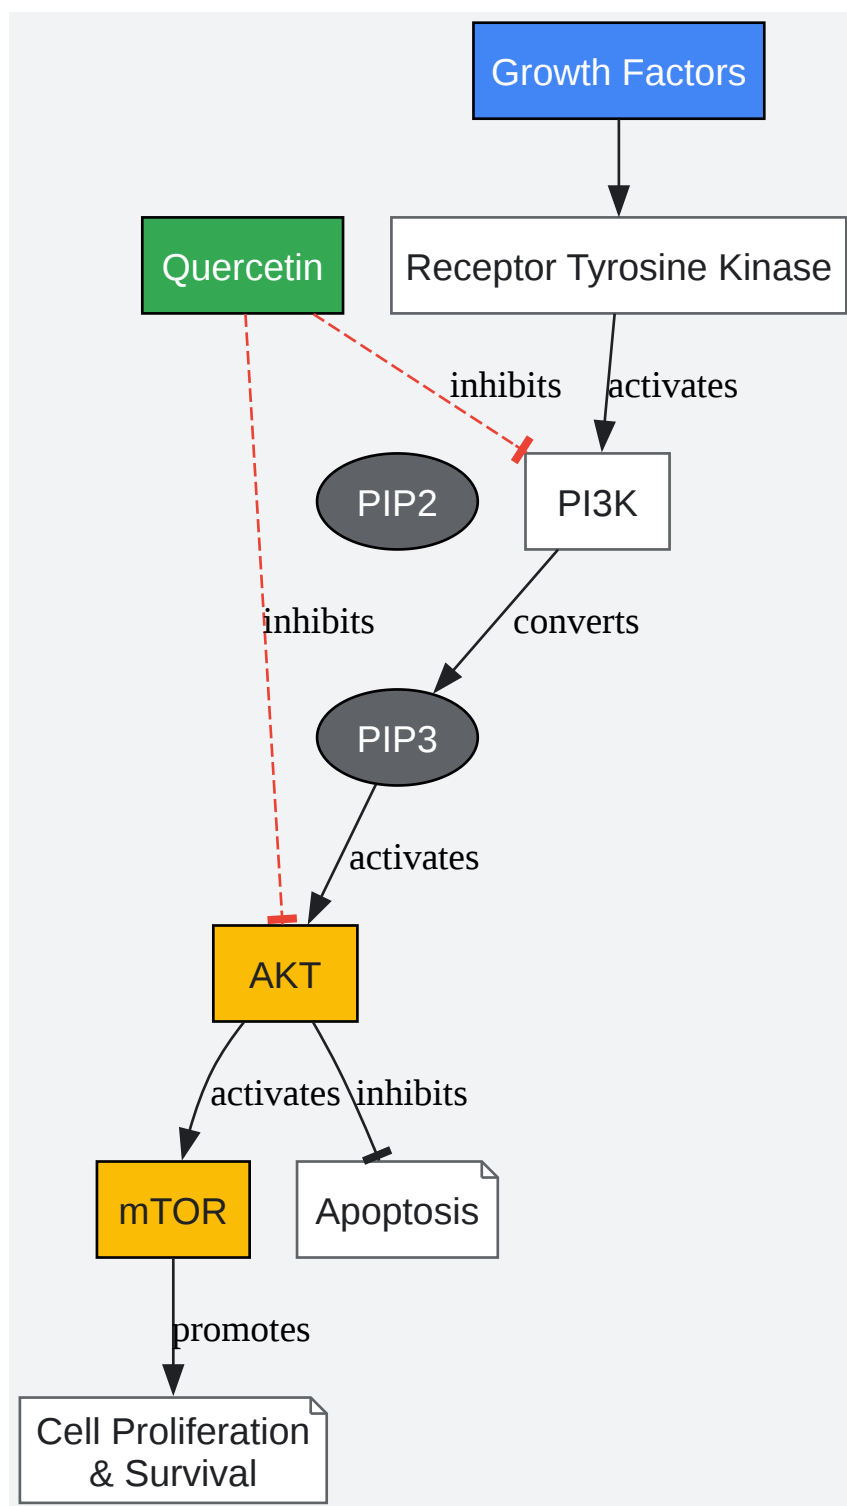 Growth Factors
Quercetin
Receptor Tyrosine Kinase
inhibits
activates
PIP2
PI3K
inhibits
converts
PIP3
activates
AKT
activates
inhibits
mTOR
Apoptosis
promotes
Cell Proliferation
& Survival